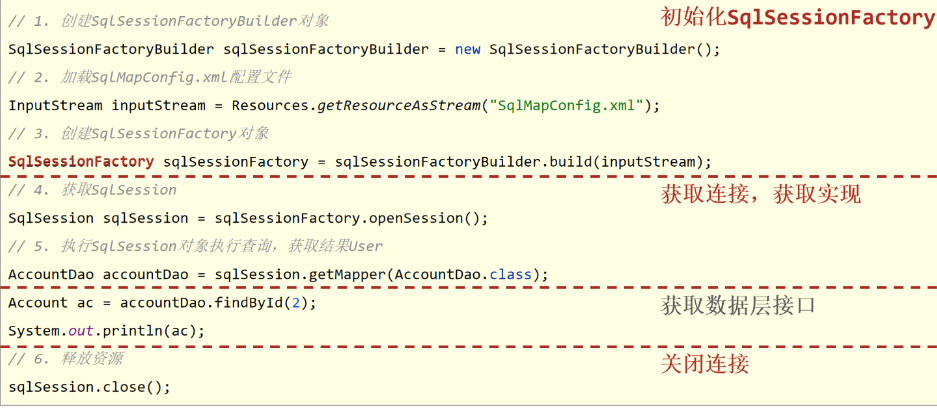 // 1. 创建SqlSessionFactoryBuilder对象
初始化SqlSessionFactory
SqlSessionFactoryBuilder sqlSessionFactoryBuilder = new SqlSessionFactoryBuilder();
// 2. 加载SqlMapConfig.xml配置文件
InputStream inputStream = Resources.getResourceAsStream("SqlMapConfig.xml");
// 3. 创建SqlSessionFactory对象
SqlSessionFactory sqlSessionFactory = sqlSessionFactoryBuilder.build(inputStream);
// 4. 获取SqlSession
获取连接，获取实现
SqlSession sqlSession = sqlSessionFactory.openSession();
// 5. 执行SqlSession对象执行查询，获取结果User
AccountDao accountDao = sqlSession.getMapper(AccountDao.class);
Account ac = accountDao.findById(2);
获取数据层接口
System.out.println(ac);
// 6. 释放资源
关闭连接
sqlSession.close();